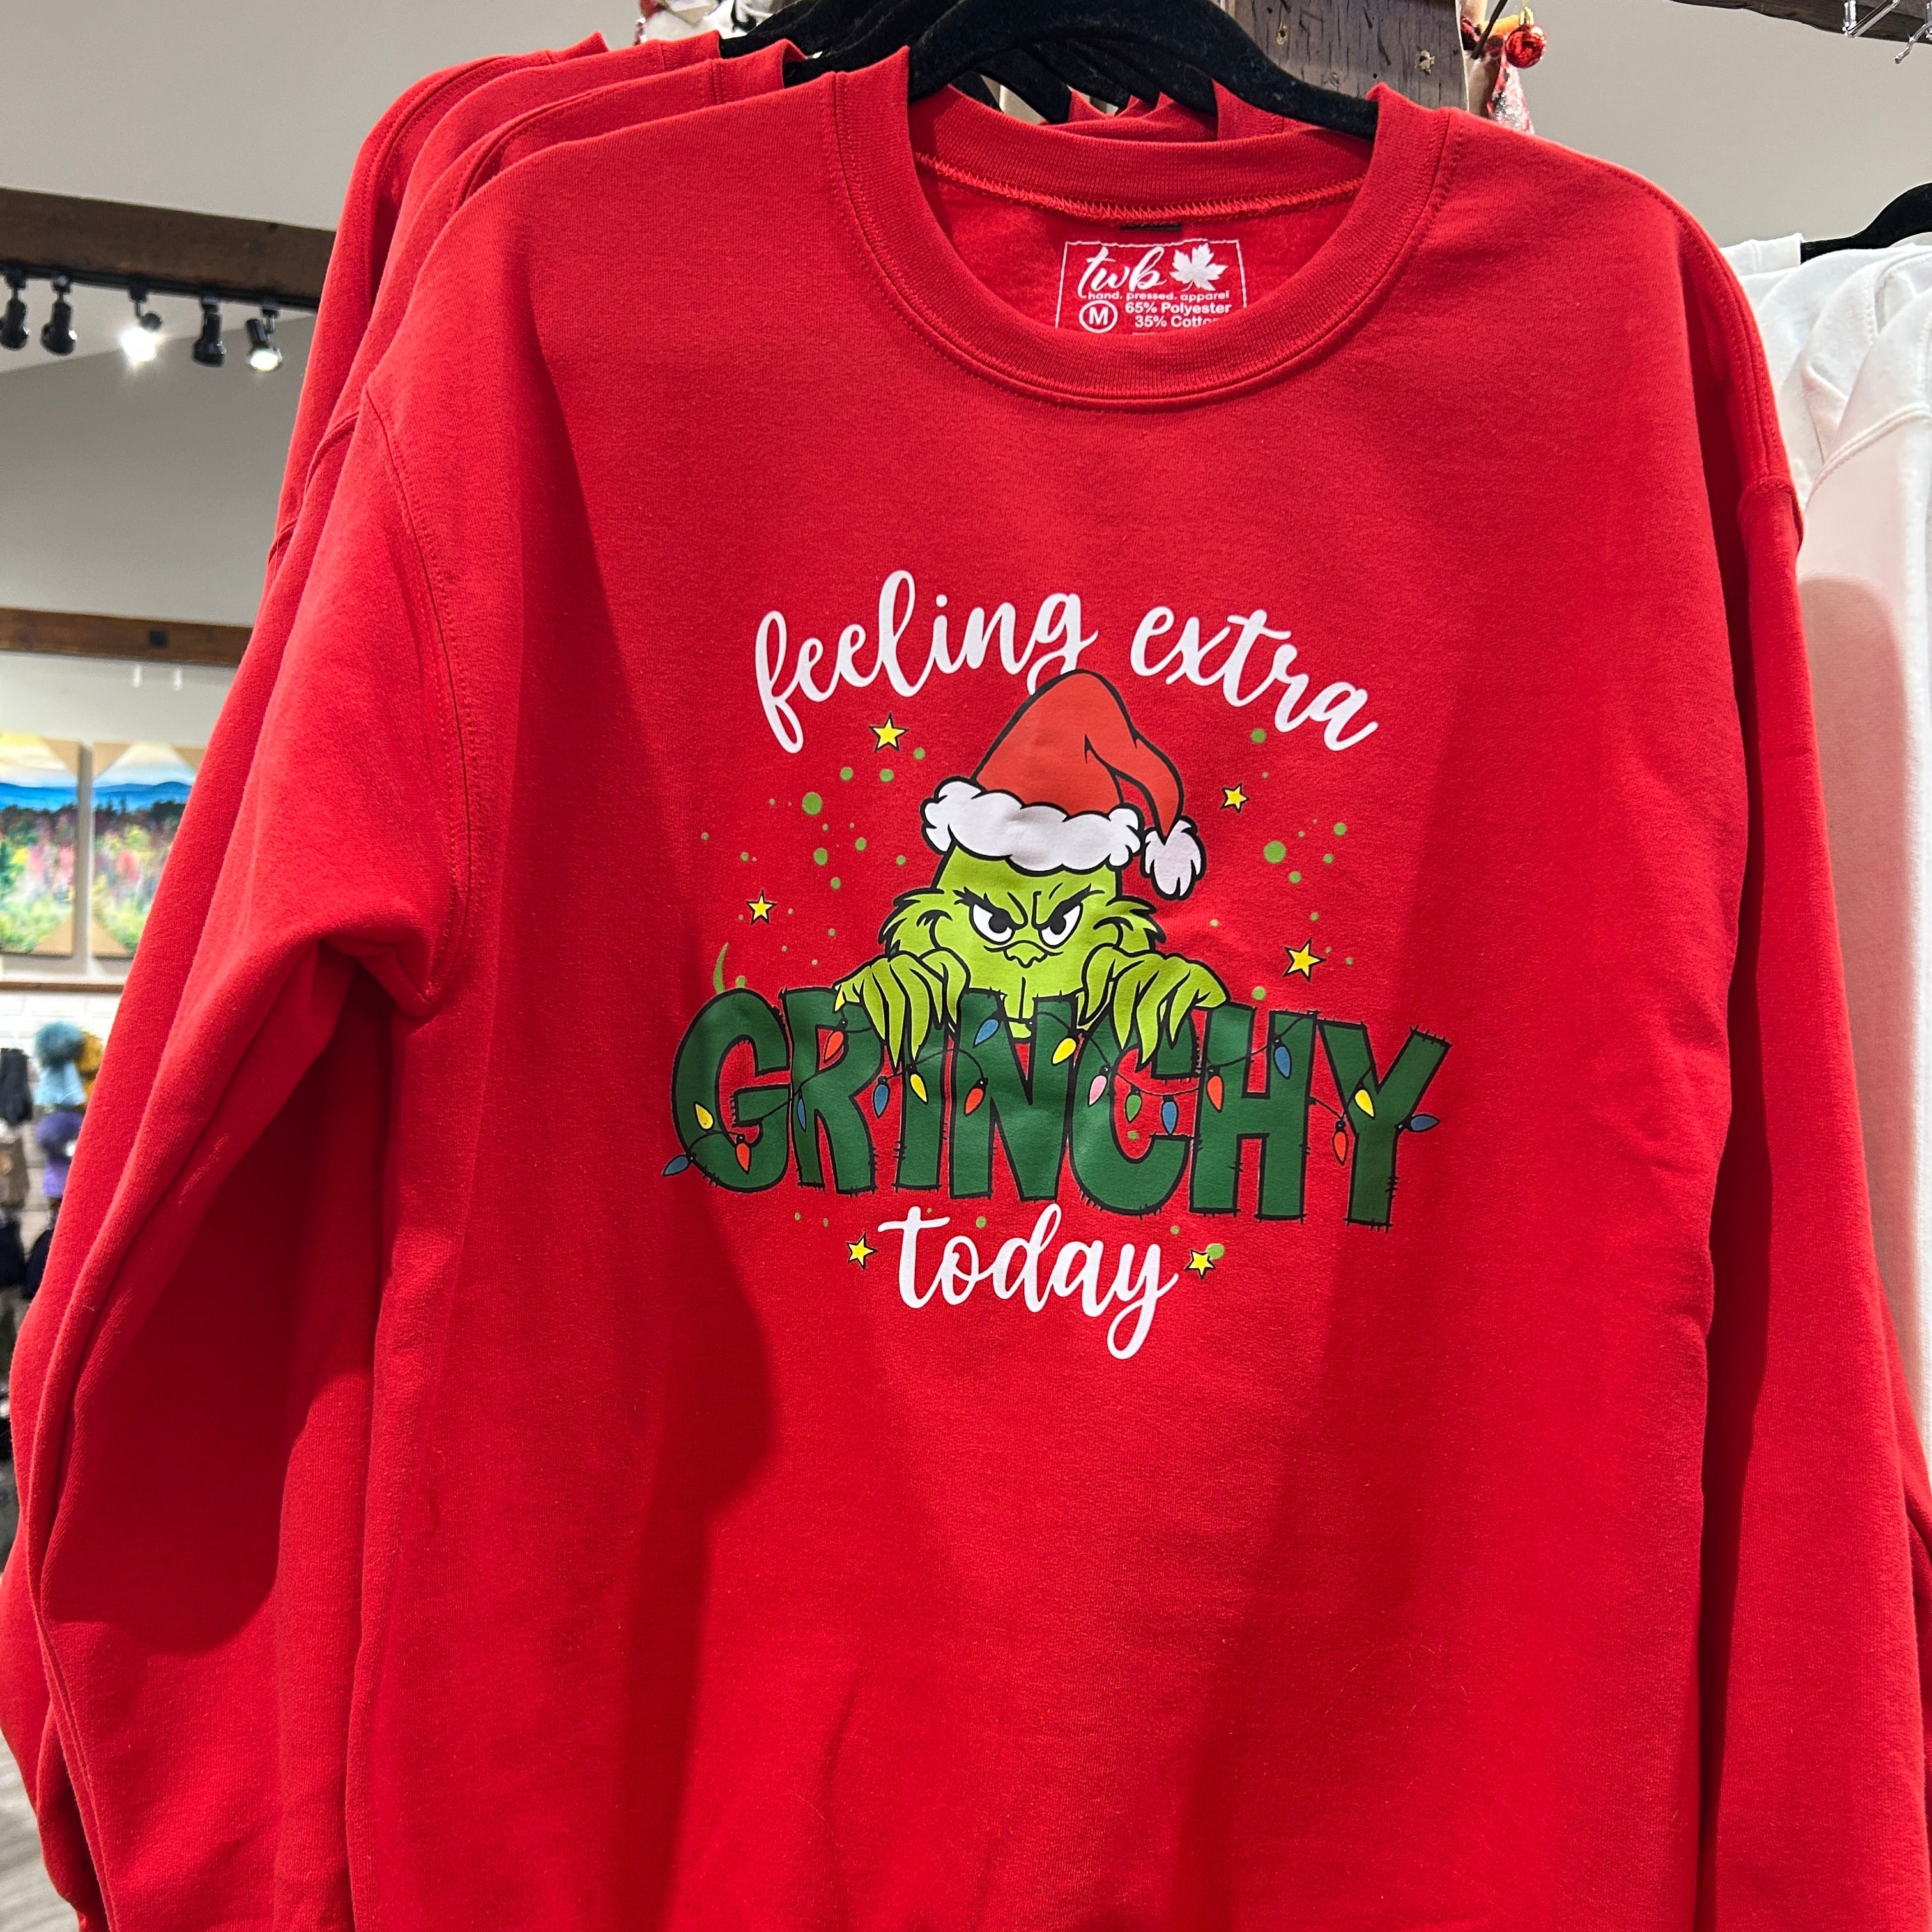 twb
hand. pressed. apparel
M 65% Polyester
35% Cotton
feeling extra
GRINCHY
today